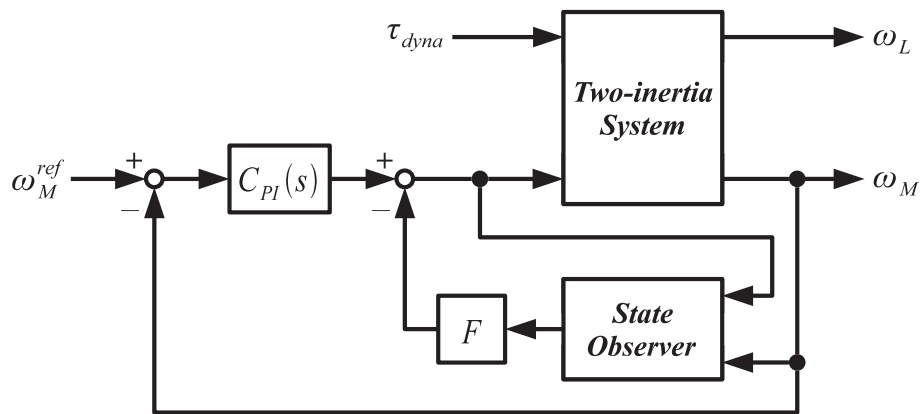 τ_dyna
ω_L
Two-inertia
System
ω_M^ref
+
−
C_PI(s)
+
−
ω_M
F
State
Observer